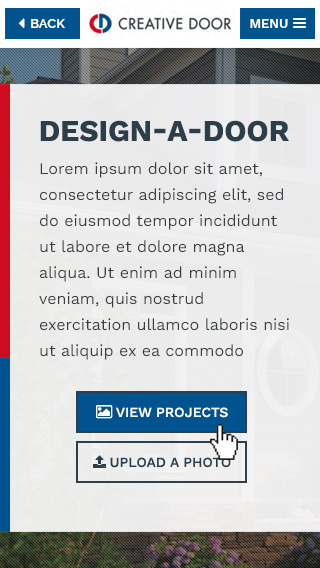 BACK
CREATIVE DOOR
MENU
DESIGN-A-DOOR
Lorem ipsum dolor sit amet,
consectetur adipiscing elit, sed
do eiusmod tempor incididunt
ut labore et dolore magna
aliqua. Ut enim ad minim
veniam, quis nostrud
exercitation ullamco laboris nisi
ut aliquip ex ea commodo
VIEW PROJECTS
UPLOAD A PHOTO